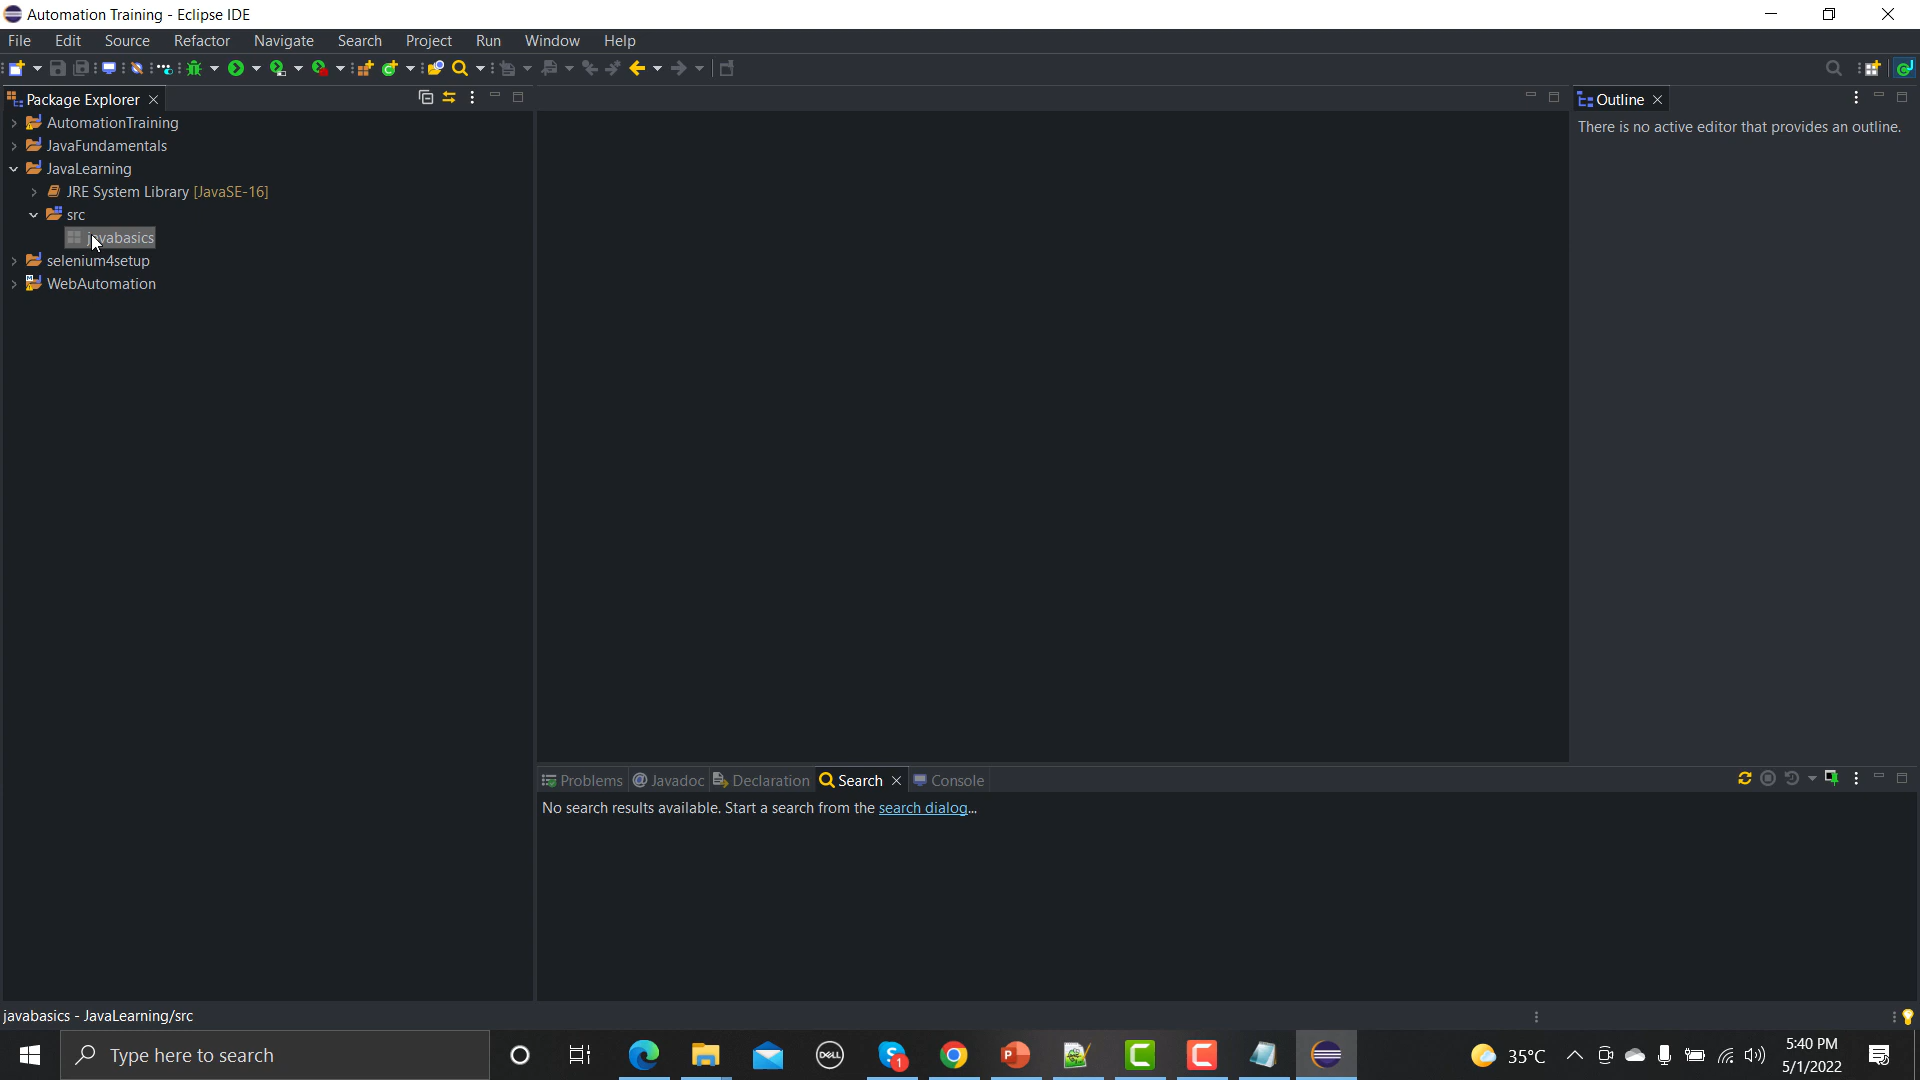 Automation Training - Eclipse IDE
File Edit Source Refactor Navigate Search Project Run Window Help
Package Explorer
Outline
AutomationTraining
There is no active editor that provides an outline.
JavaFundamentals
JavaLearning
JRE System Library [JavaSE-16]
src
javabasics
selenium4setup
WebAutomation
Problems @ Javadoc Declaration Search Console
No search results available. Start a search from the search dialog...
javabasics - JavaLearning/src
Type here to search
DELL
1
35°C
5:40 PM
5/1/2022